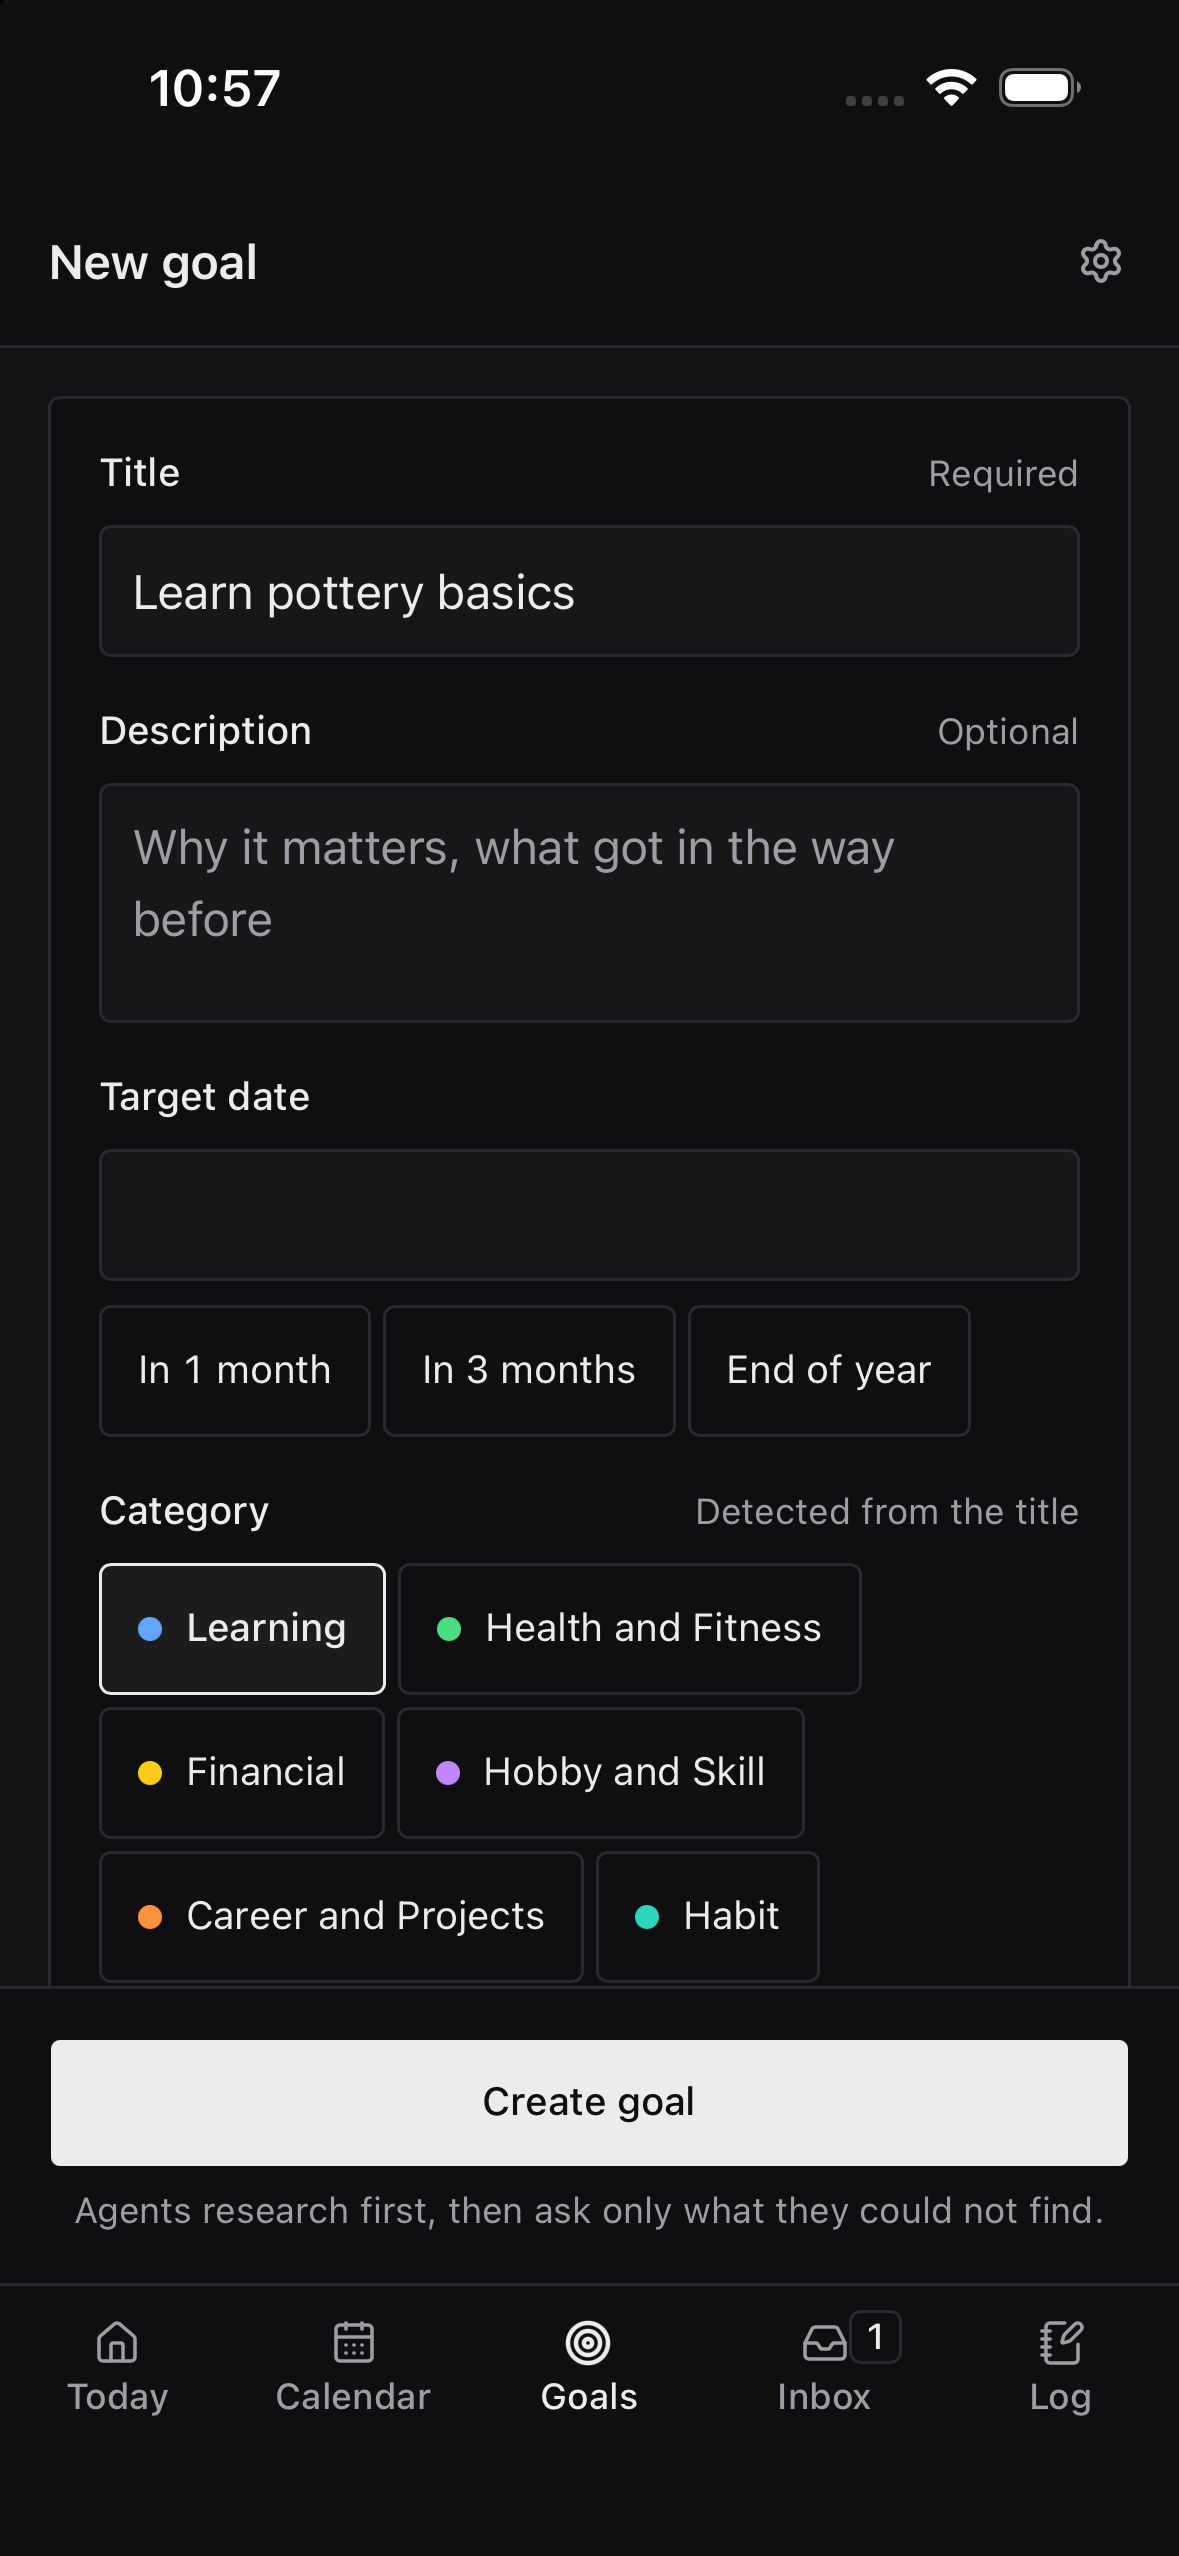 10:57
New goal
Title
Required
Learn pottery basics
Description
Optional
Why it matters, what got in the way
before
Target date
In 1 month
In 3 months
End of year
Category
Detected from the title
Learning
Health and Fitness
Financial
Hobby and Skill
Career and Projects
Habit
Create goal
Agents research first, then ask only what they could not find.
1
Today
Calendar
Goals
Inbox
Log